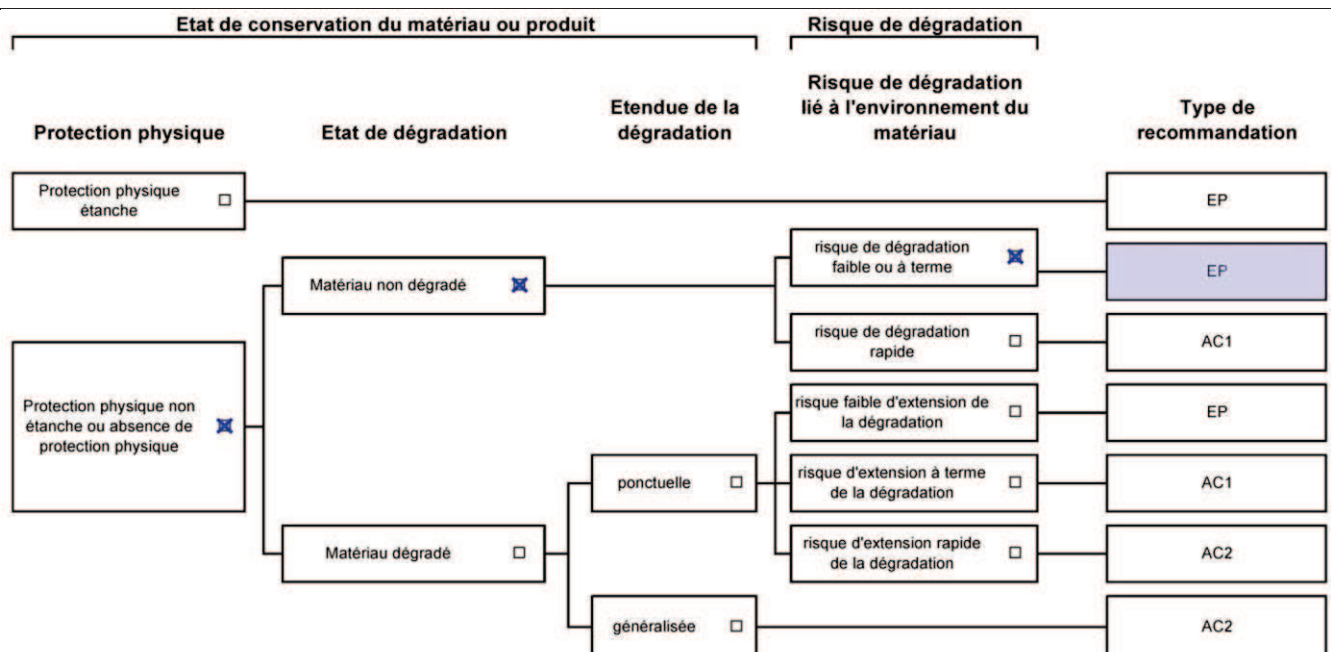 Etat de conservation du matériau ou produit
Risque de dégradation
Protection physique
Etat de dégradation
Etendue de la
dégradation
Risque de dégradation
lié à l'environnement du
matériau
Type de
recommandation
Protection physique
étanche
EP
Protection physique non
étanche ou absence de
protection physique
Matériau non dégradé
risque de dégradation
faible ou à terme
EP
risque de dégradation
rapide
AC1
Matériau dégradé
ponctuelle
risque faible d'extension de
la dégradation
EP
risque d'extension à terme
de la dégradation
AC1
risque d'extension rapide
de la dégradation
AC2
généralisée
AC2